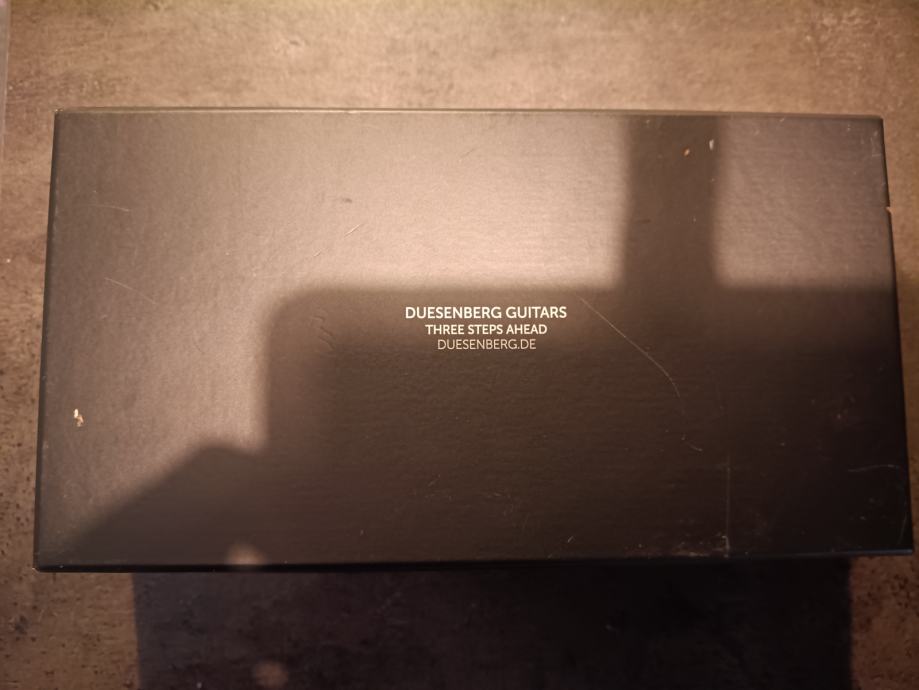 DUESENBERG GUITARS
THREE STEPS AHEAD
DUESENBERG.DE